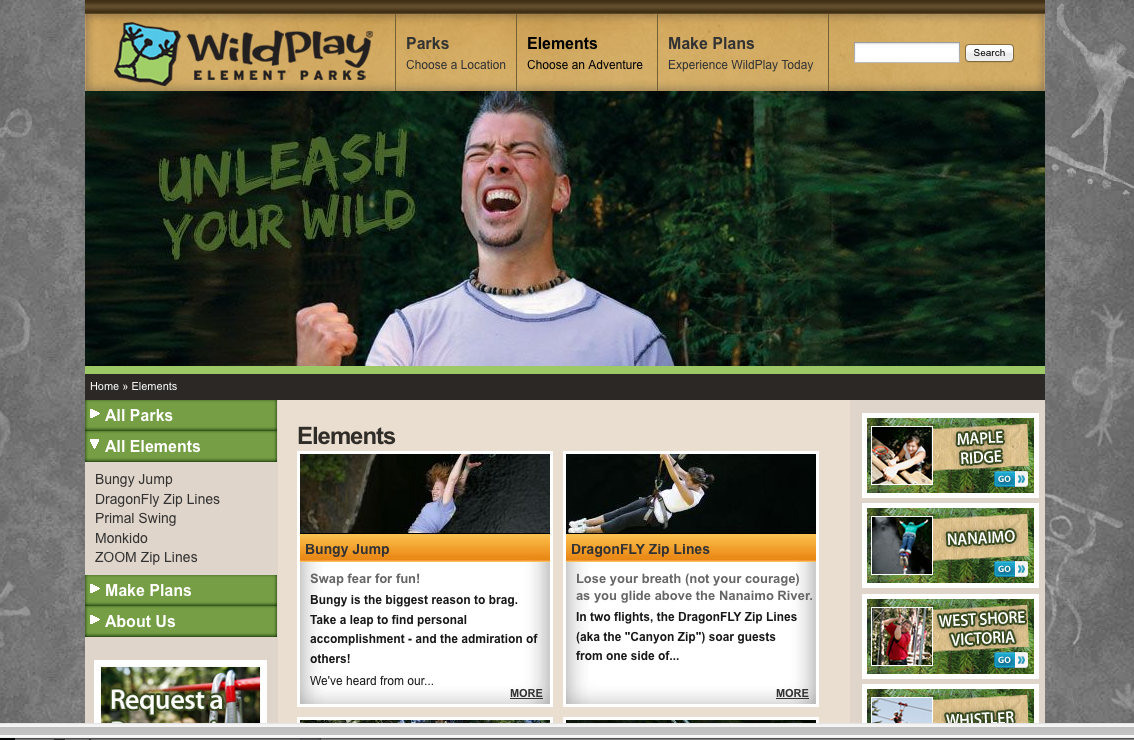 WildPlay®
ELEMENT PARKS
Parks
Choose a Location
Elements
Choose an Adventure
Make Plans
Experience WildPlay Today
Search
UNLEASH
YOUR WILD
Home » Elements
All Parks
All Elements
Bungy Jump
DragonFly Zip Lines
Primal Swing
Monkido
ZOOM Zip Lines
Make Plans
About Us
Request a
Elements
Bungy Jump
Swap fear for fun!
Bungy is the biggest reason to brag.
Take a leap to find personal
accomplishment - and the admiration of
others!
We've heard from our...
MORE
DragonFLY Zip Lines
Lose your breath (not your courage)
as you glide above the Nanaimo River.
In two flights, the DragonFLY Zip Lines
(aka the "Canyon Zip") soar guests
from one side of...
MORE
MAPLE
RIDGE
GO »
NANAIMO
GO »
WEST SHORE
VICTORIA
GO »
WHISTLER